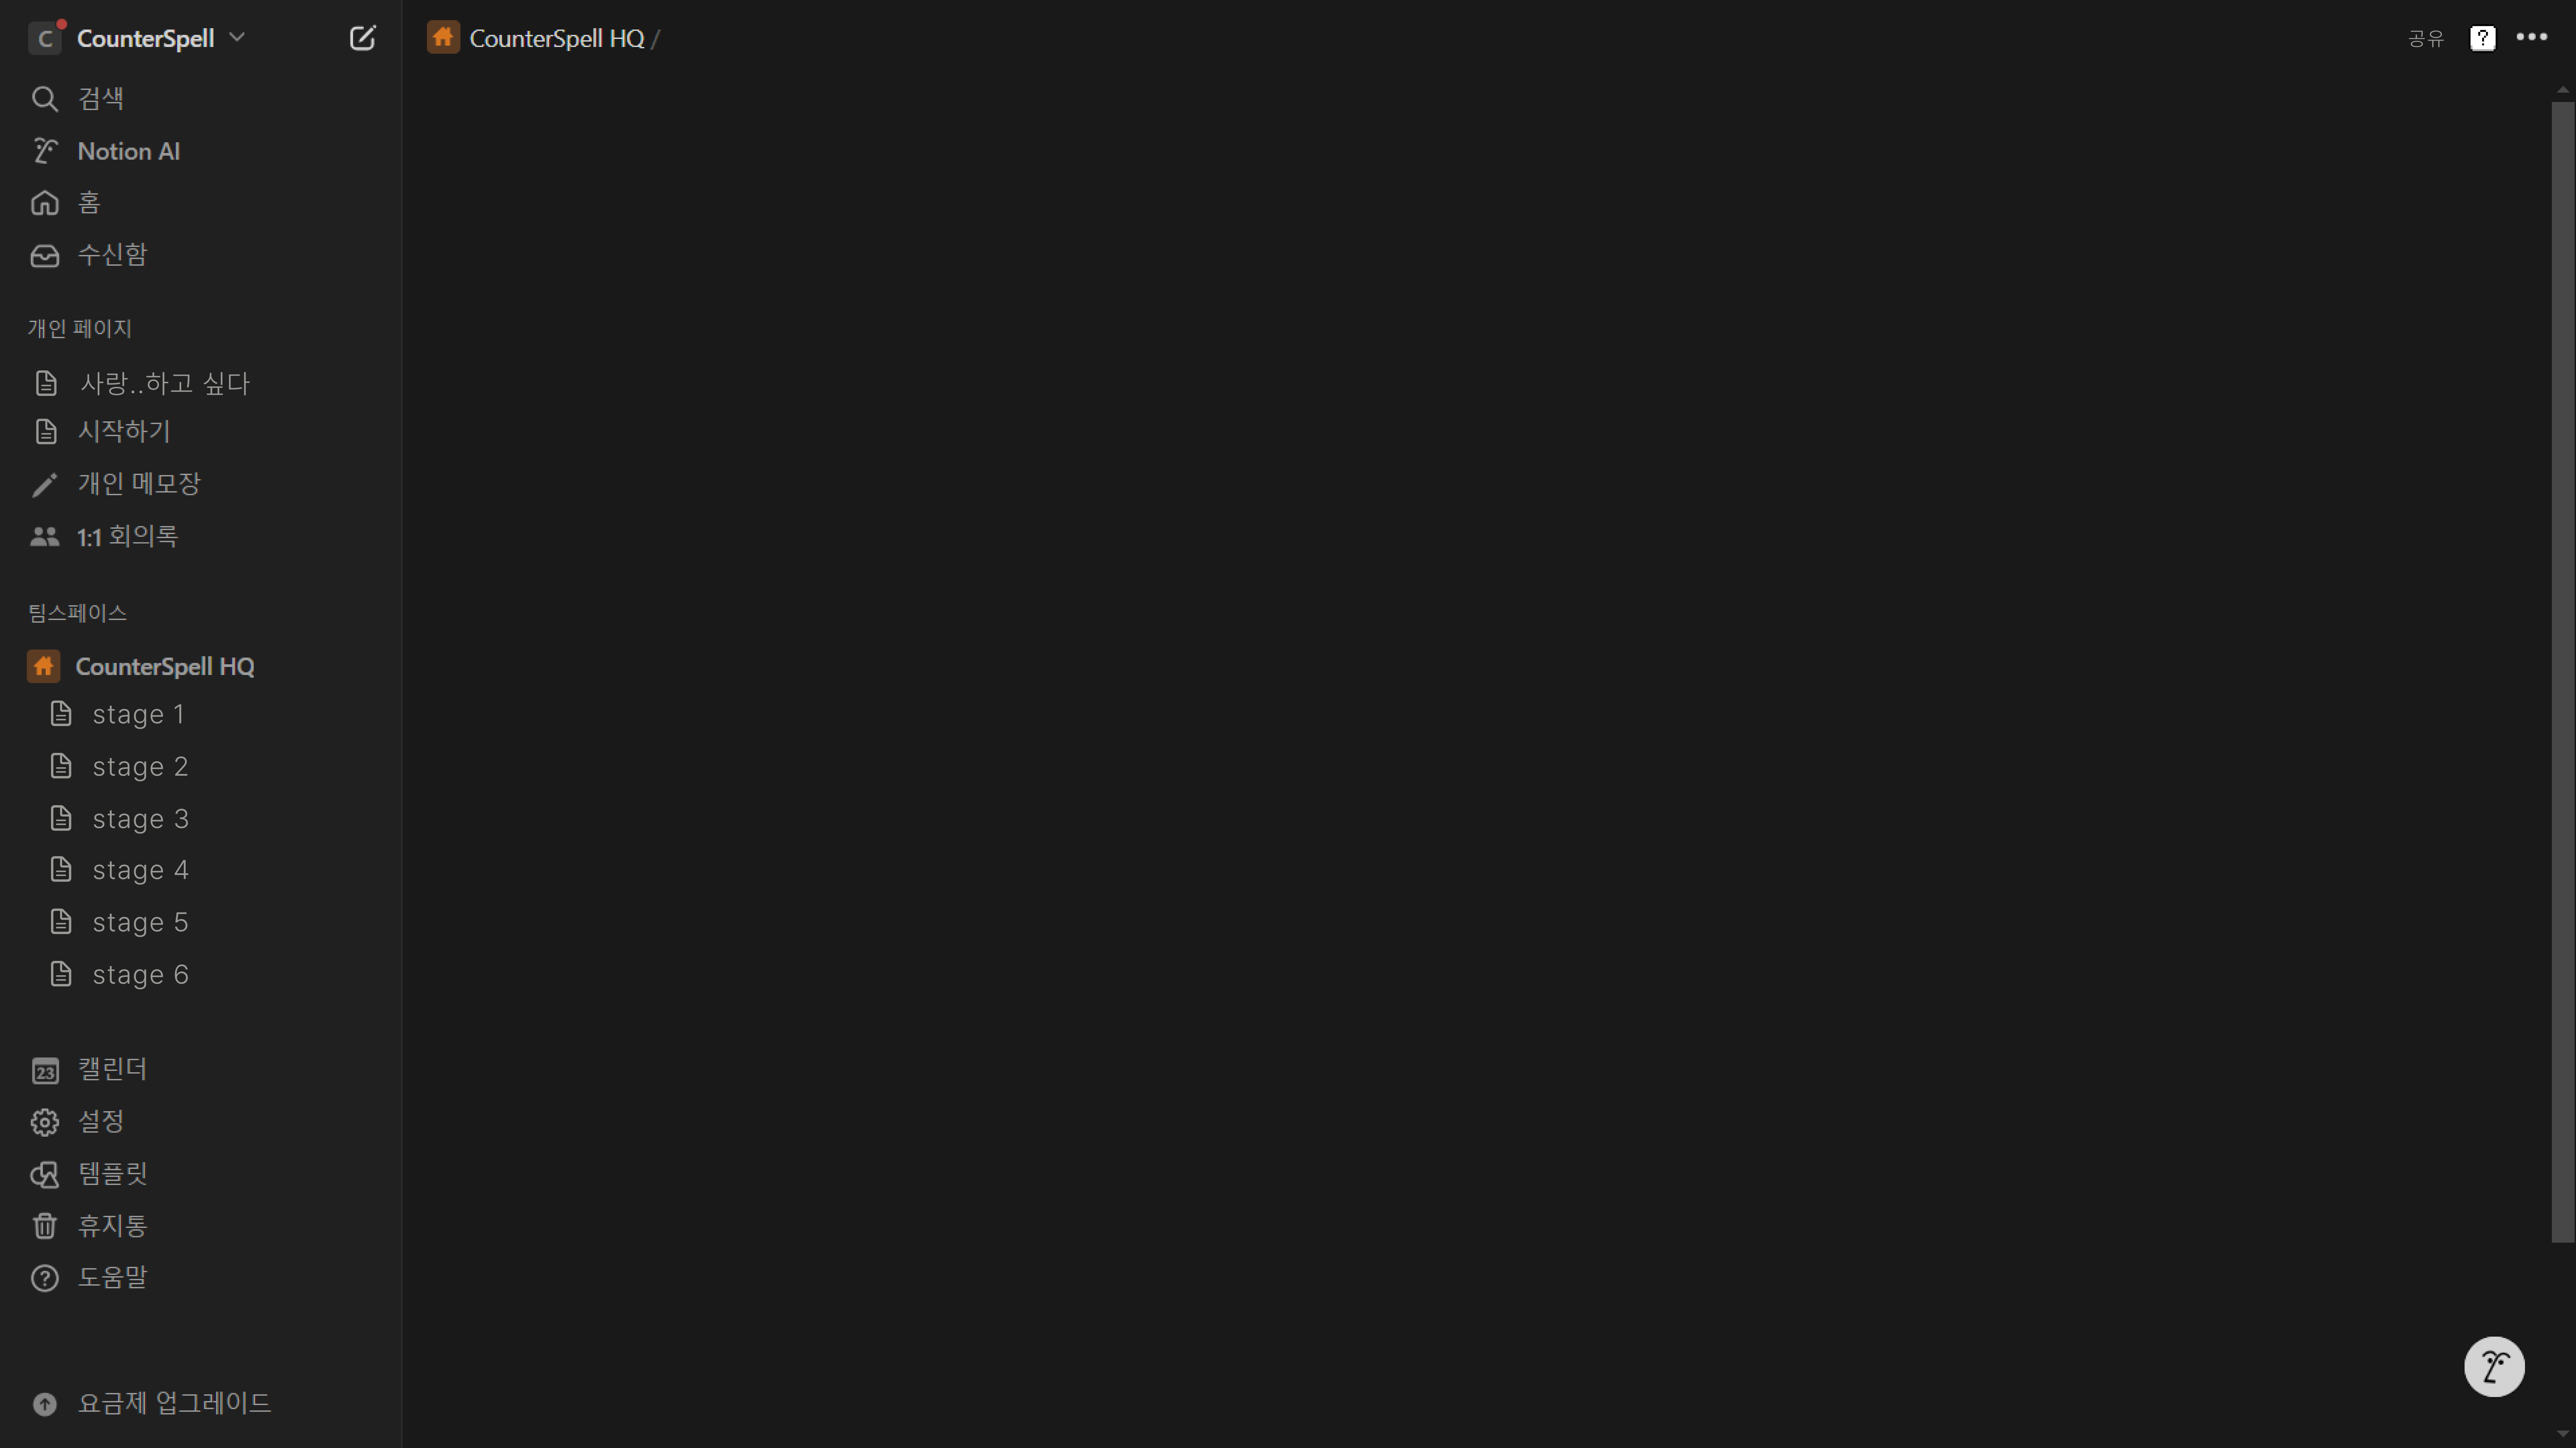 C CounterSpell
검색
Notion AI
홈
수신함
개인 페이지
사랑..하고 싶다
시작하기
개인 메모장
1:1 회의록
팀스페이스
CounterSpell HQ
stage 1
stage 2
stage 3
stage 4
stage 5
stage 6
23 캘린더
설정
템플릿
휴지통
? 도움말
요금제 업그레이드
CounterSpell HQ /
공유 ? •••